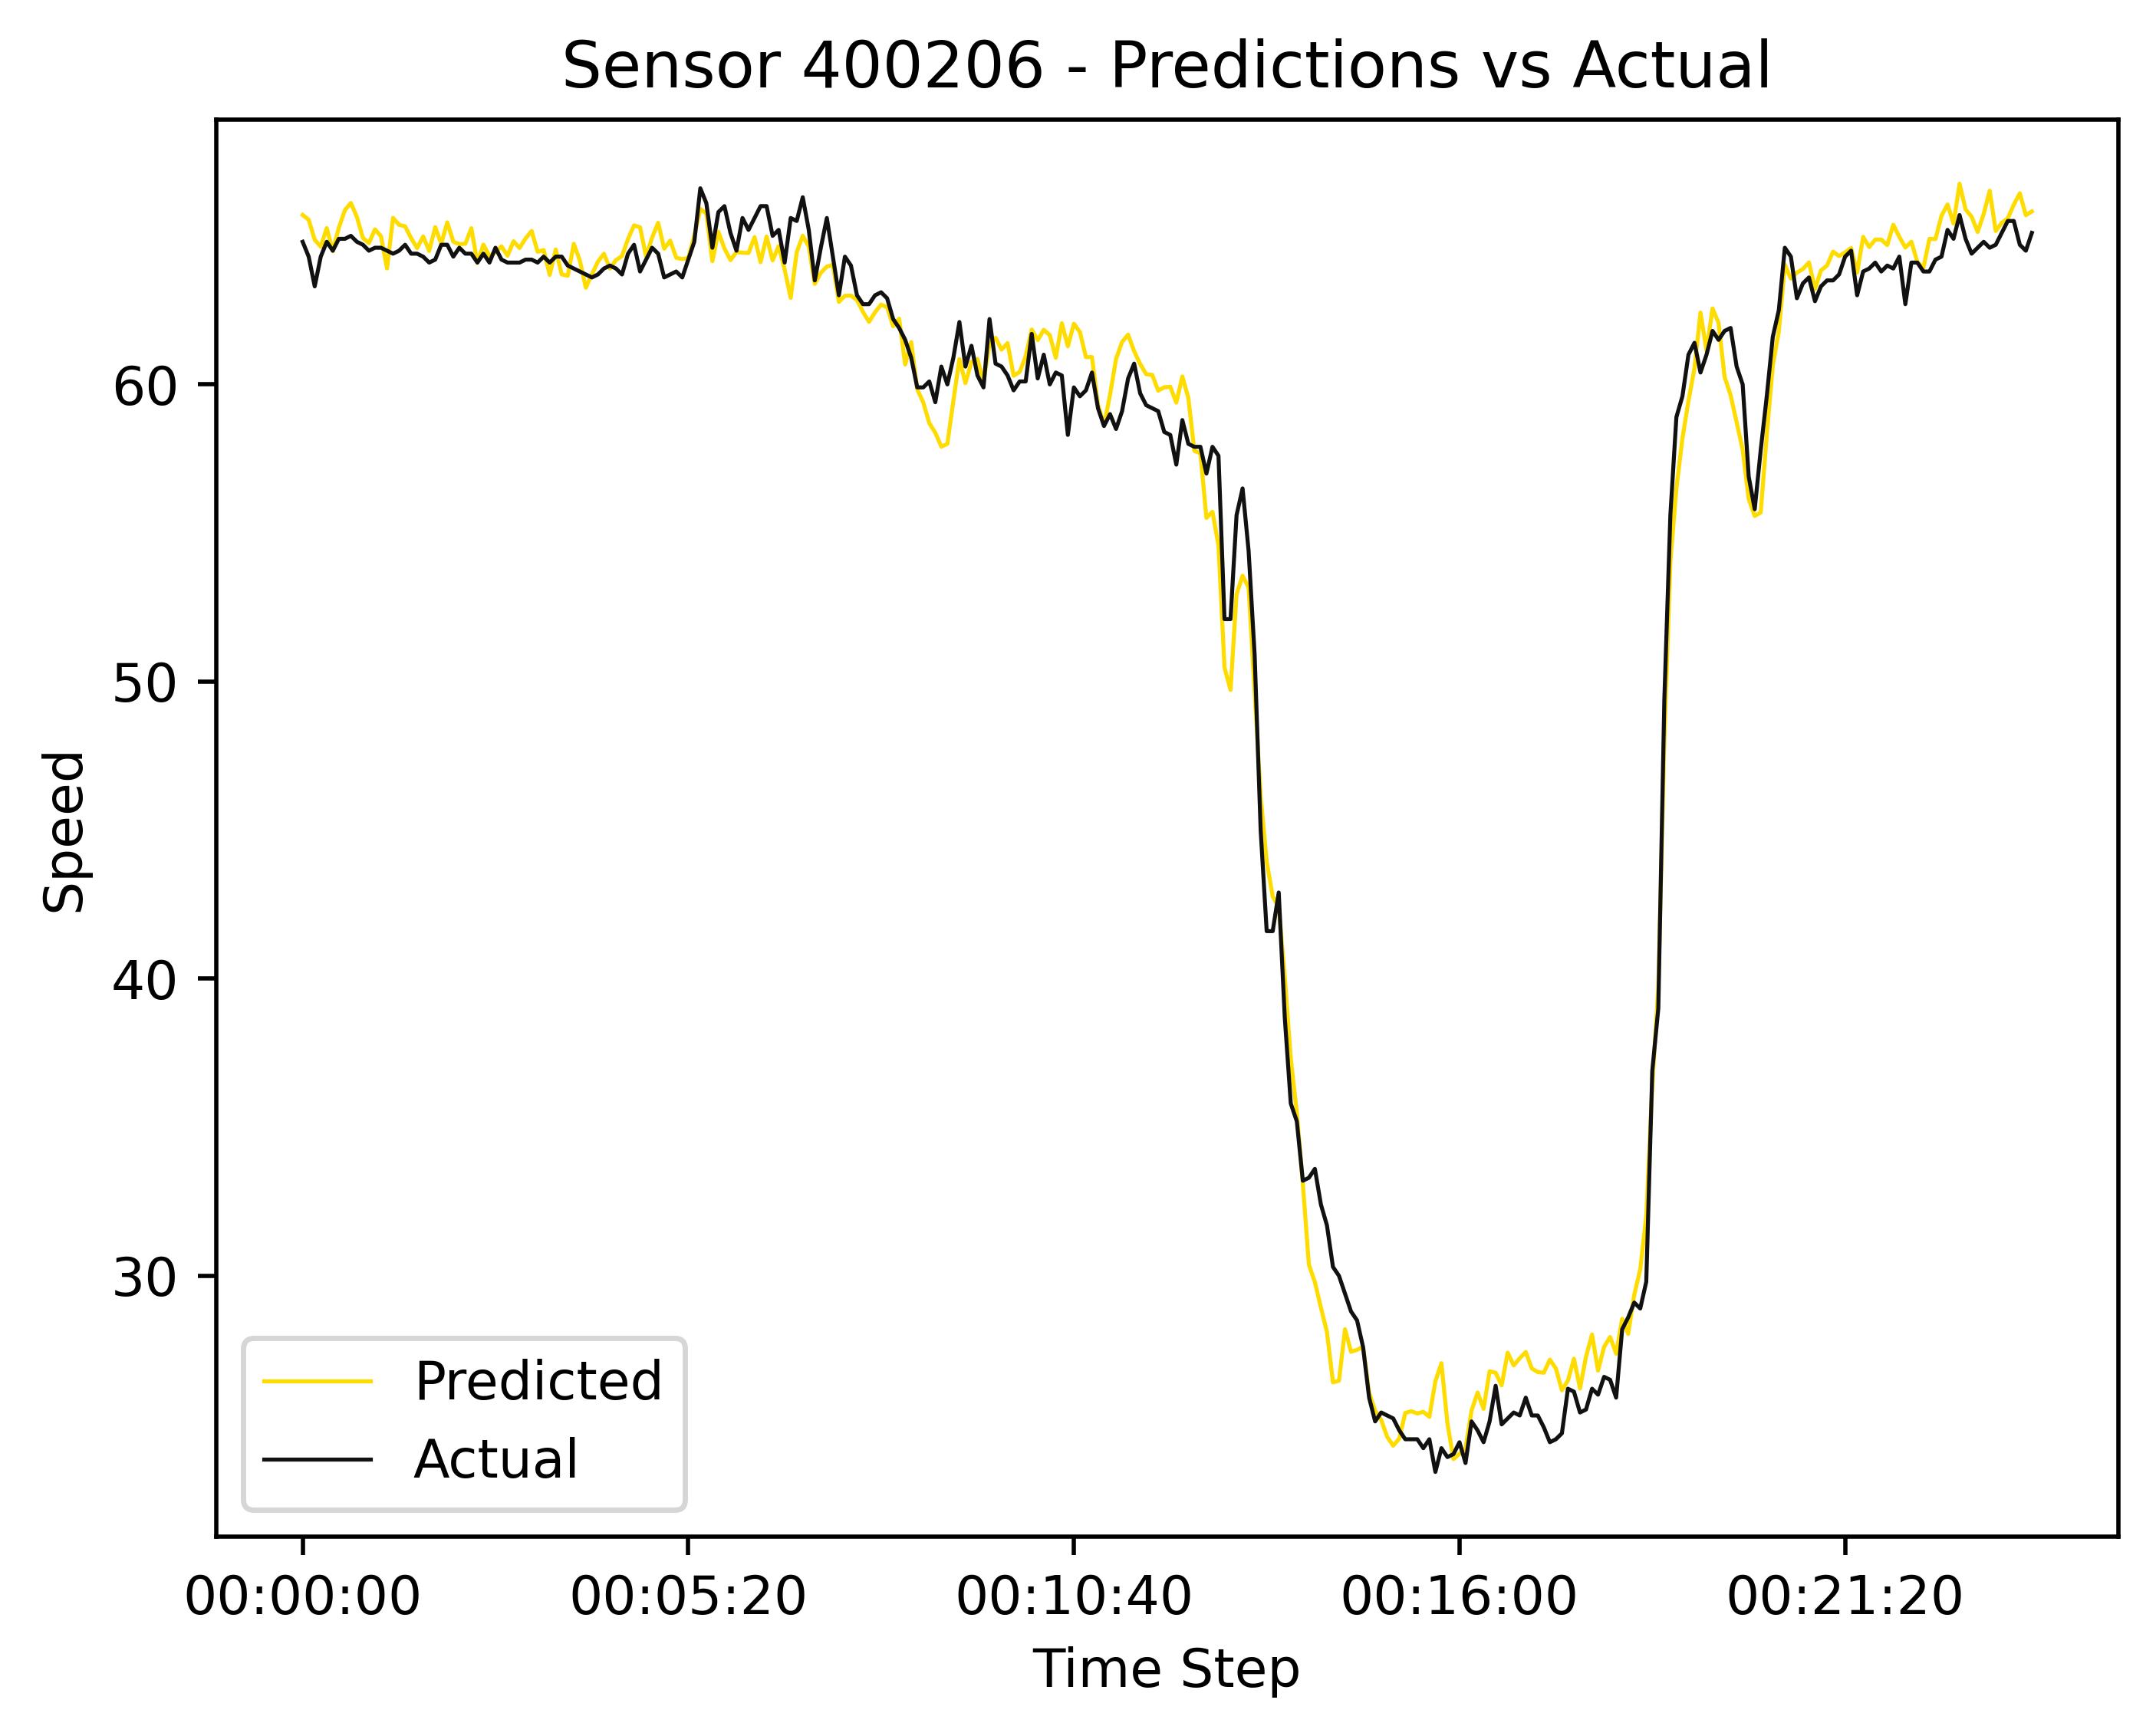 Sensor 400206 - Predictions vs Actual
60
50
40
30
Speed
Predicted
Actual
00:00:00 00:05:20 00:10:40 00:16:00 00:21:20
Time Step